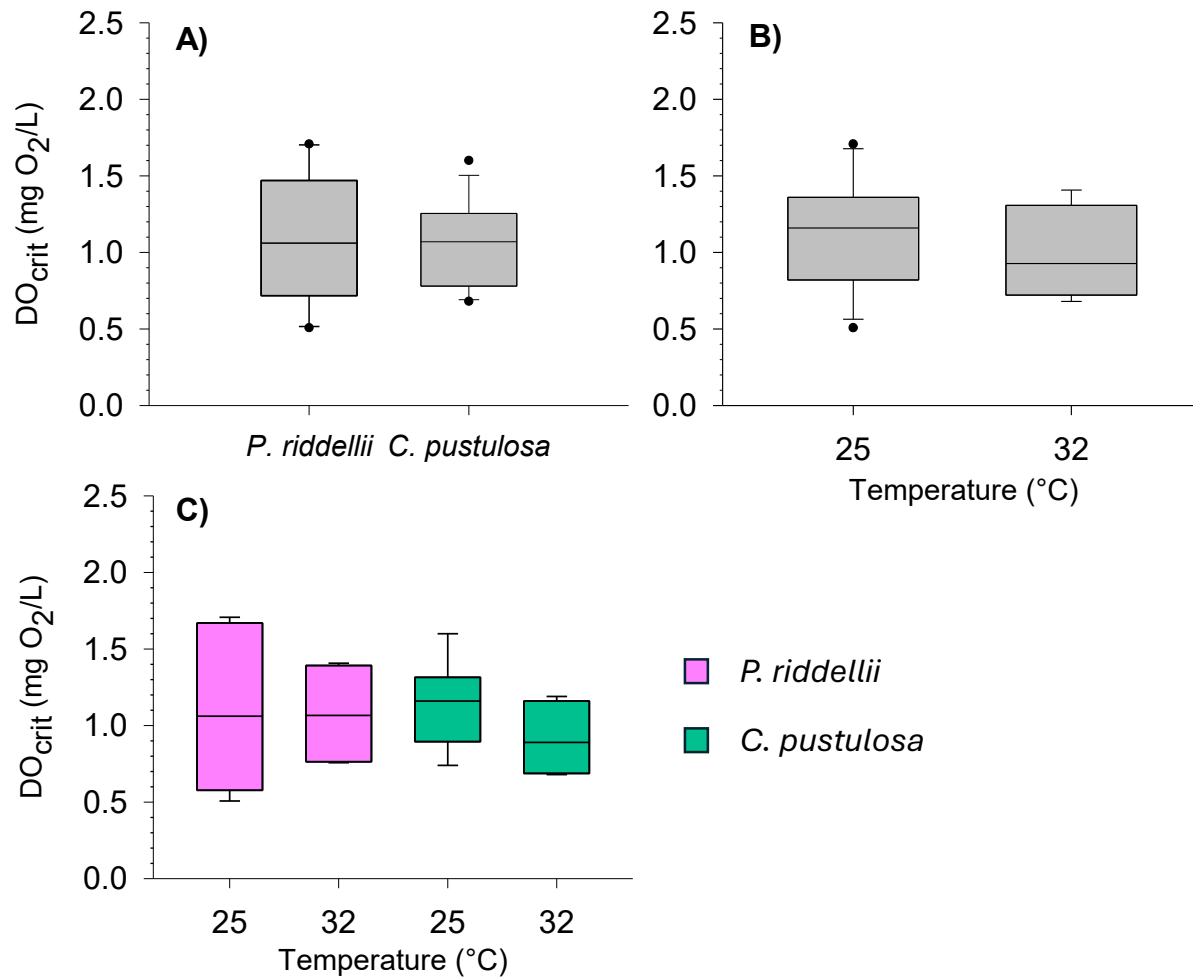 A)
2.5
2.0
1.5
1.0
0.5
0.0
DOcrit (mg O2/L)
P. riddellii C. pustulosa
B)
2.5
2.0
1.5
1.0
0.5
0.0
25 32
Temperature (°C)
C)
2.5
2.0
1.5
1.0
0.5
0.0
DOcrit (mg O2/L)
25 32 25 32
Temperature (°C)
P. riddellii
C. pustulosa